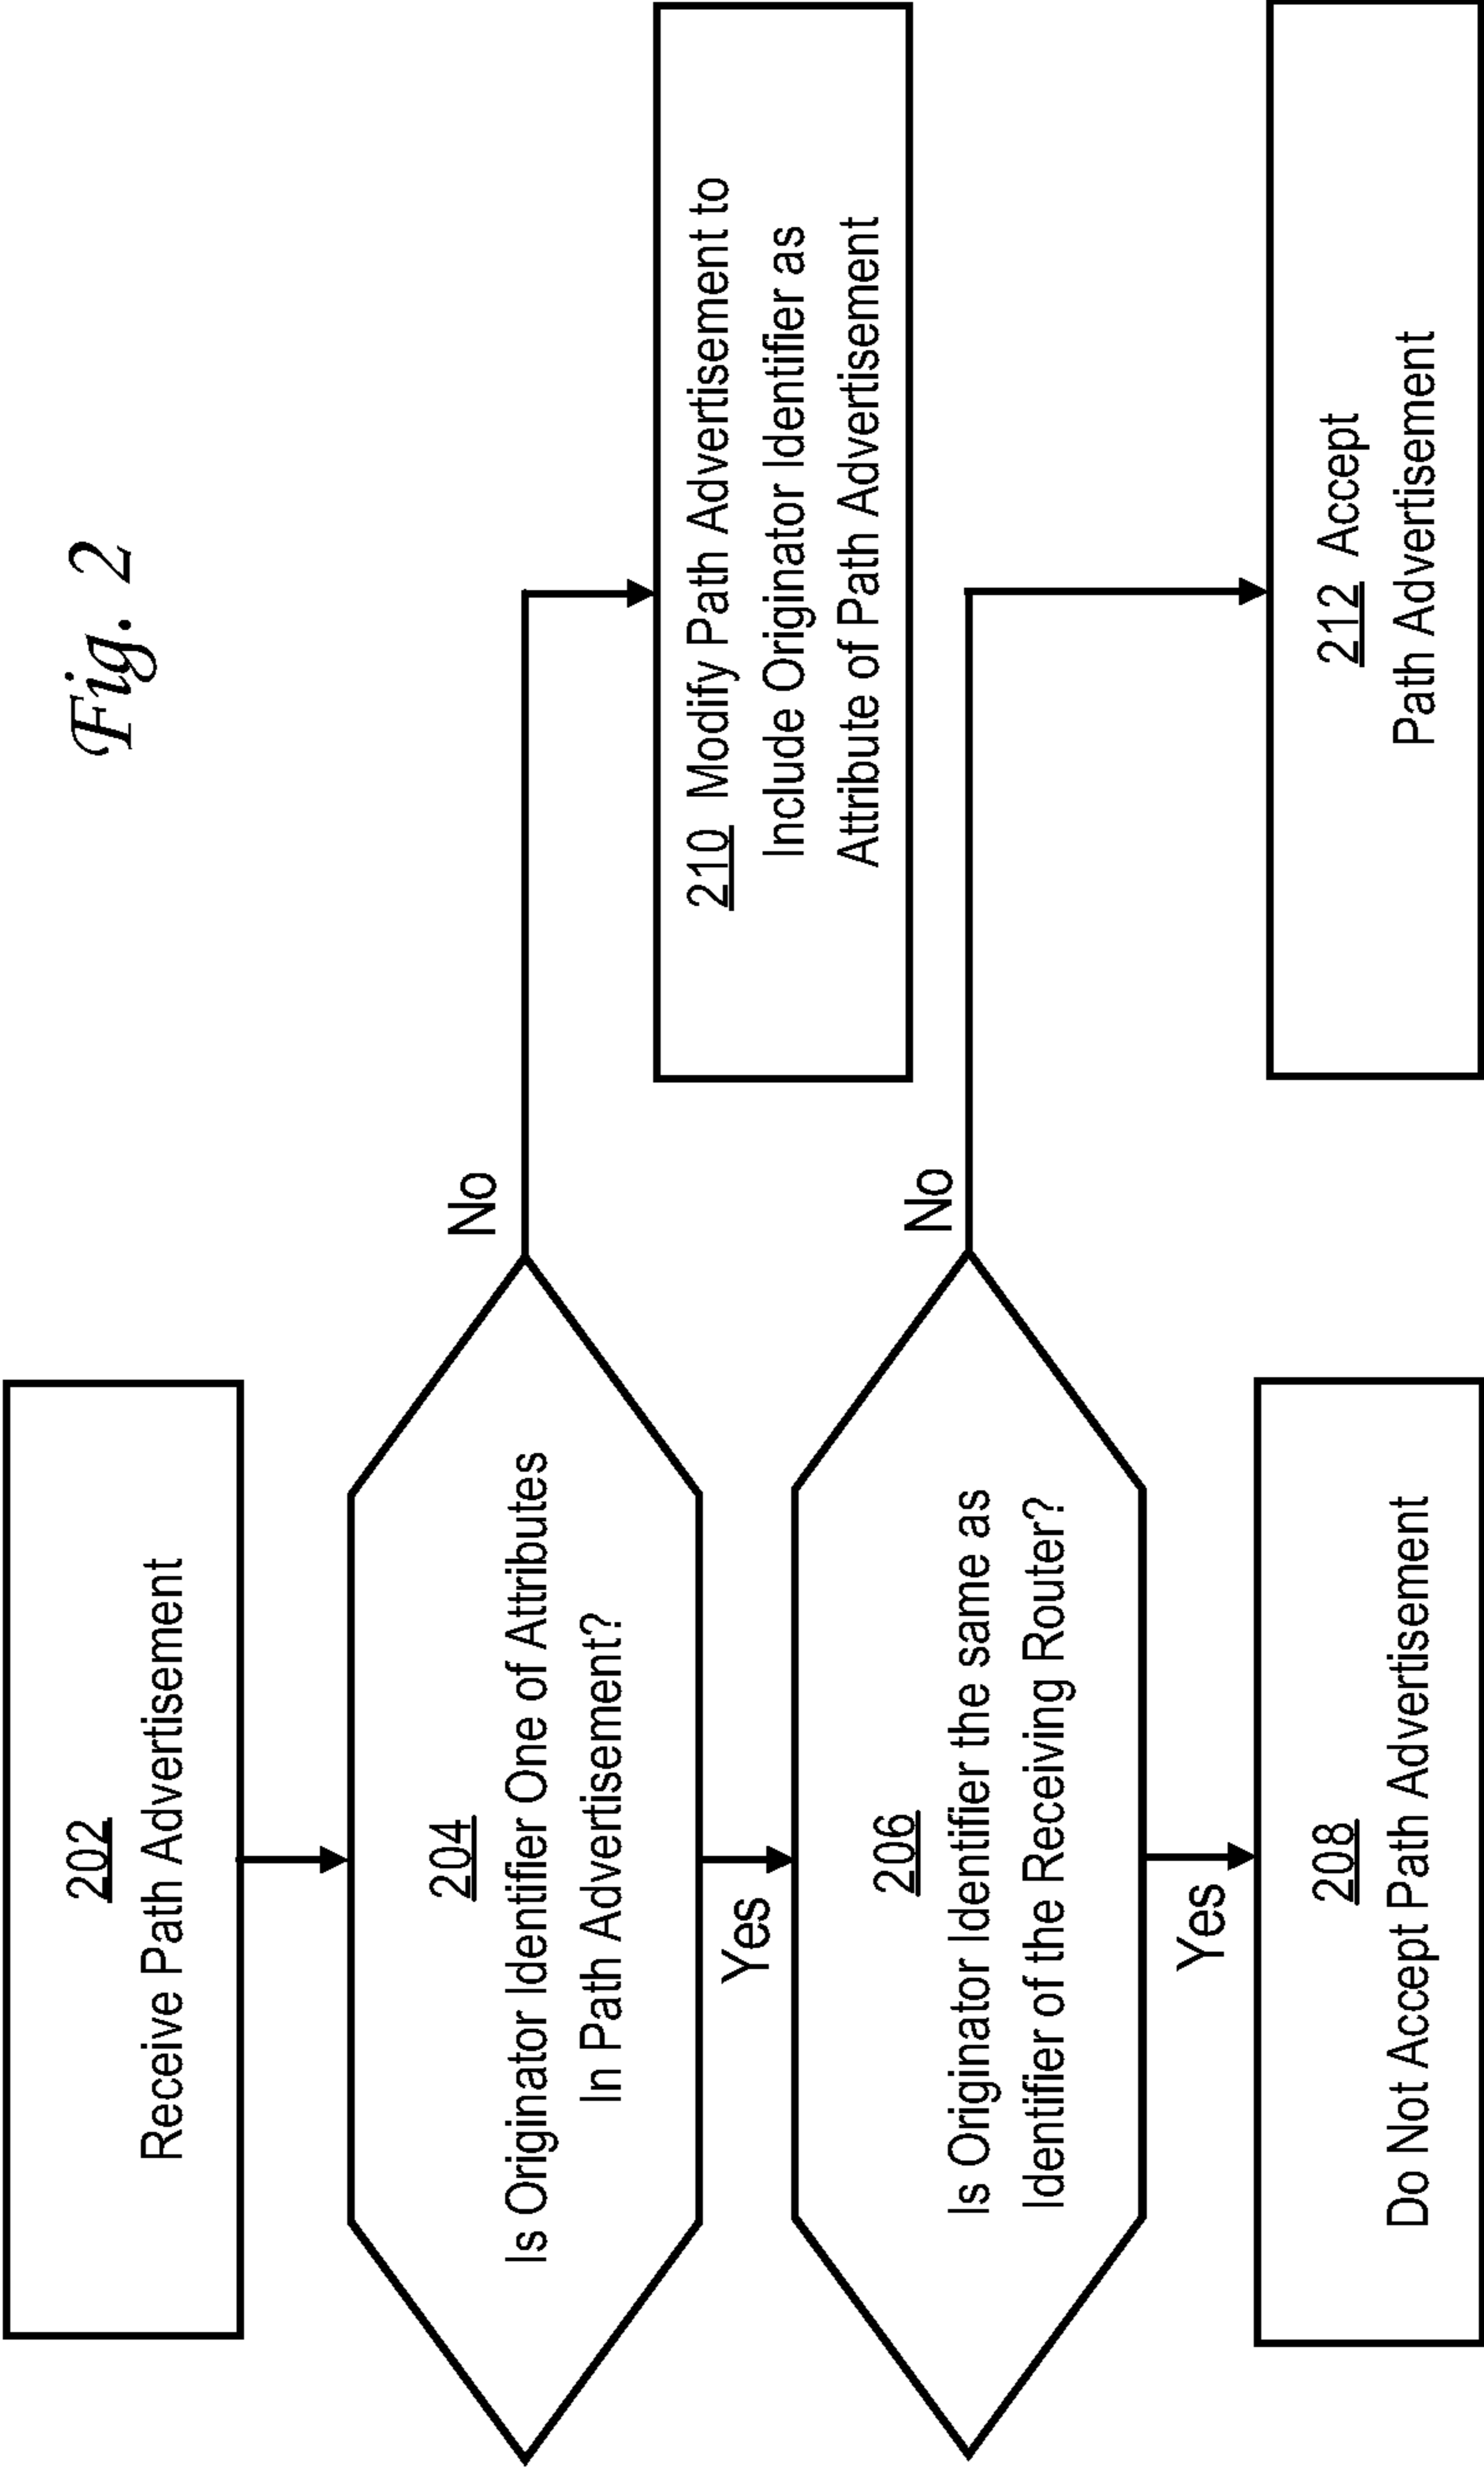 Fig. 2
202
Receive Path Advertisement
204
Is Originator Identifier One of Attributes
In Path Advertisement?
No
210 Modify Path Advertisement to
Include Originator Identifier as
Attribute of Path Advertisement
Yes
206
Is Originator Identifier the same as
Identifier of the Receiving Router?
No
212 Accept
Path Advertisement
Yes
208
Do Not Accept Path Advertisement